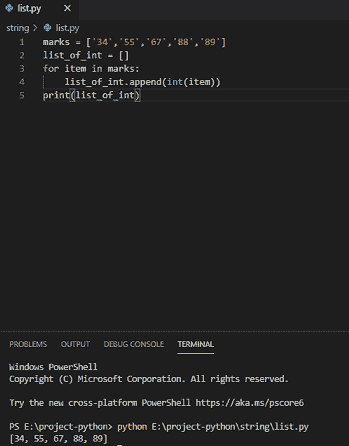 list.py
string > list.py
1 marks = ['34','55','67','88','89']
2 list_of_int = []
3 for item in marks:
4     list_of_int.append(int(item))
5 print(list_of_int)
PROBLEMS OUTPUT DEBUG CONSOLE TERMINAL
Windows PowerShell
Copyright (C) Microsoft Corporation. All rights reserved.
Try the new cross-platform PowerShell https://aka.ms/pscore6
PS E:\project-python> python E:\project-python\string\list.py
[34, 55, 67, 88, 89]